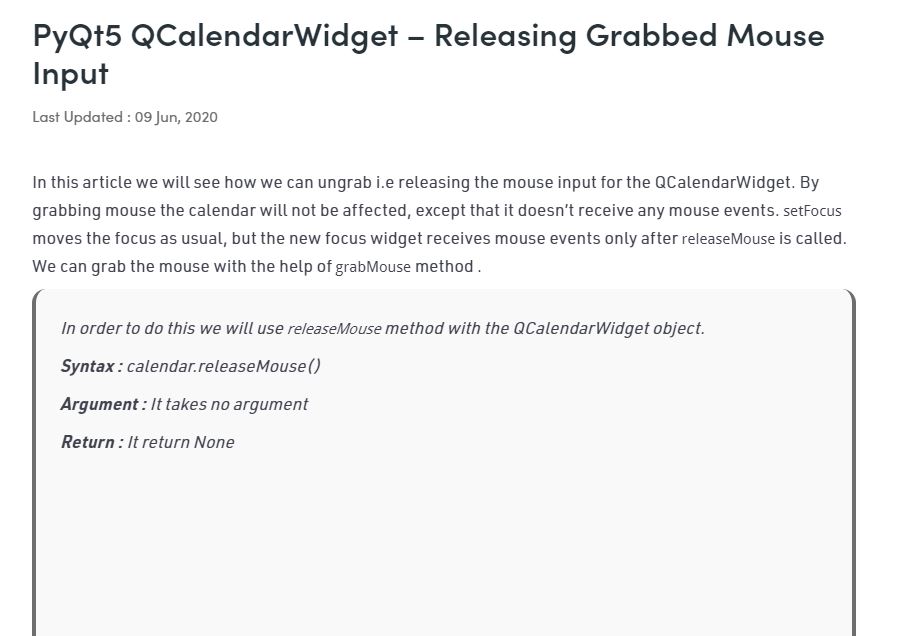 PyQt5 QCalendarWidget – Releasing Grabbed Mouse
Input
Last Updated : 09 Jun, 2020
In this article we will see how we can ungrab i.e releasing the mouse input for the QCalendarWidget. By
grabbing mouse the calendar will not be affected, except that it doesn’t receive any mouse events. setFocus
moves the focus as usual, but the new focus widget receives mouse events only after releaseMouse is called.
We can grab the mouse with the help of grabMouse method .
In order to do this we will use releaseMouse method with the QCalendarWidget object.
Syntax : calendar.releaseMouse()
Argument : It takes no argument
Return : It return None